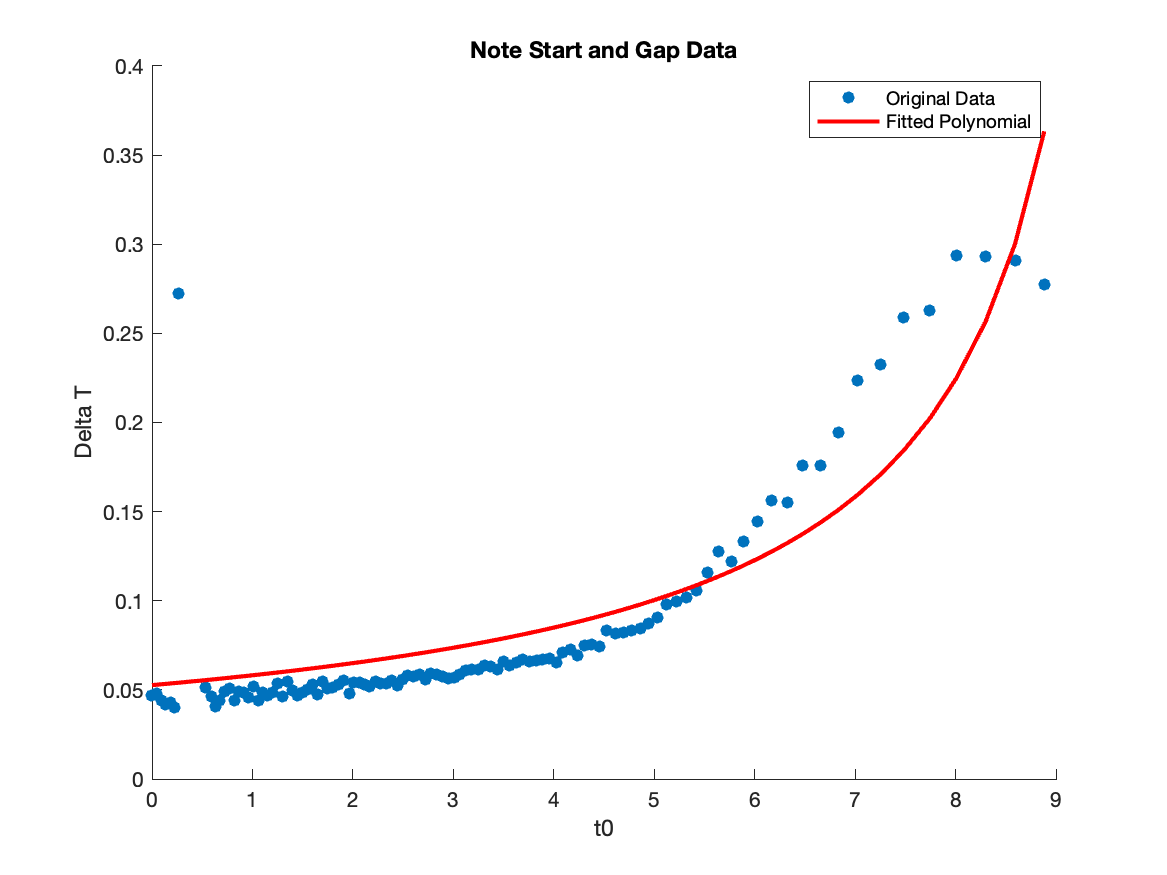 Note Start and Gap Data
Original Data
Fitted Polynomial
0.4
0.35
0.3
0.25
0.2
0.15
0.1
0.05
0
Delta T
0 1 2 3 4 5 6 7 8 9
t0